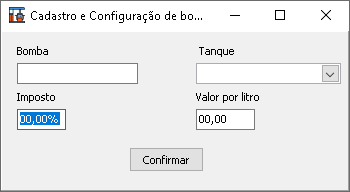 Cadastro e Configuração de bo...
Bomba Tanque
Imposto Valor por litro
00,00% 00,00
Confirmar